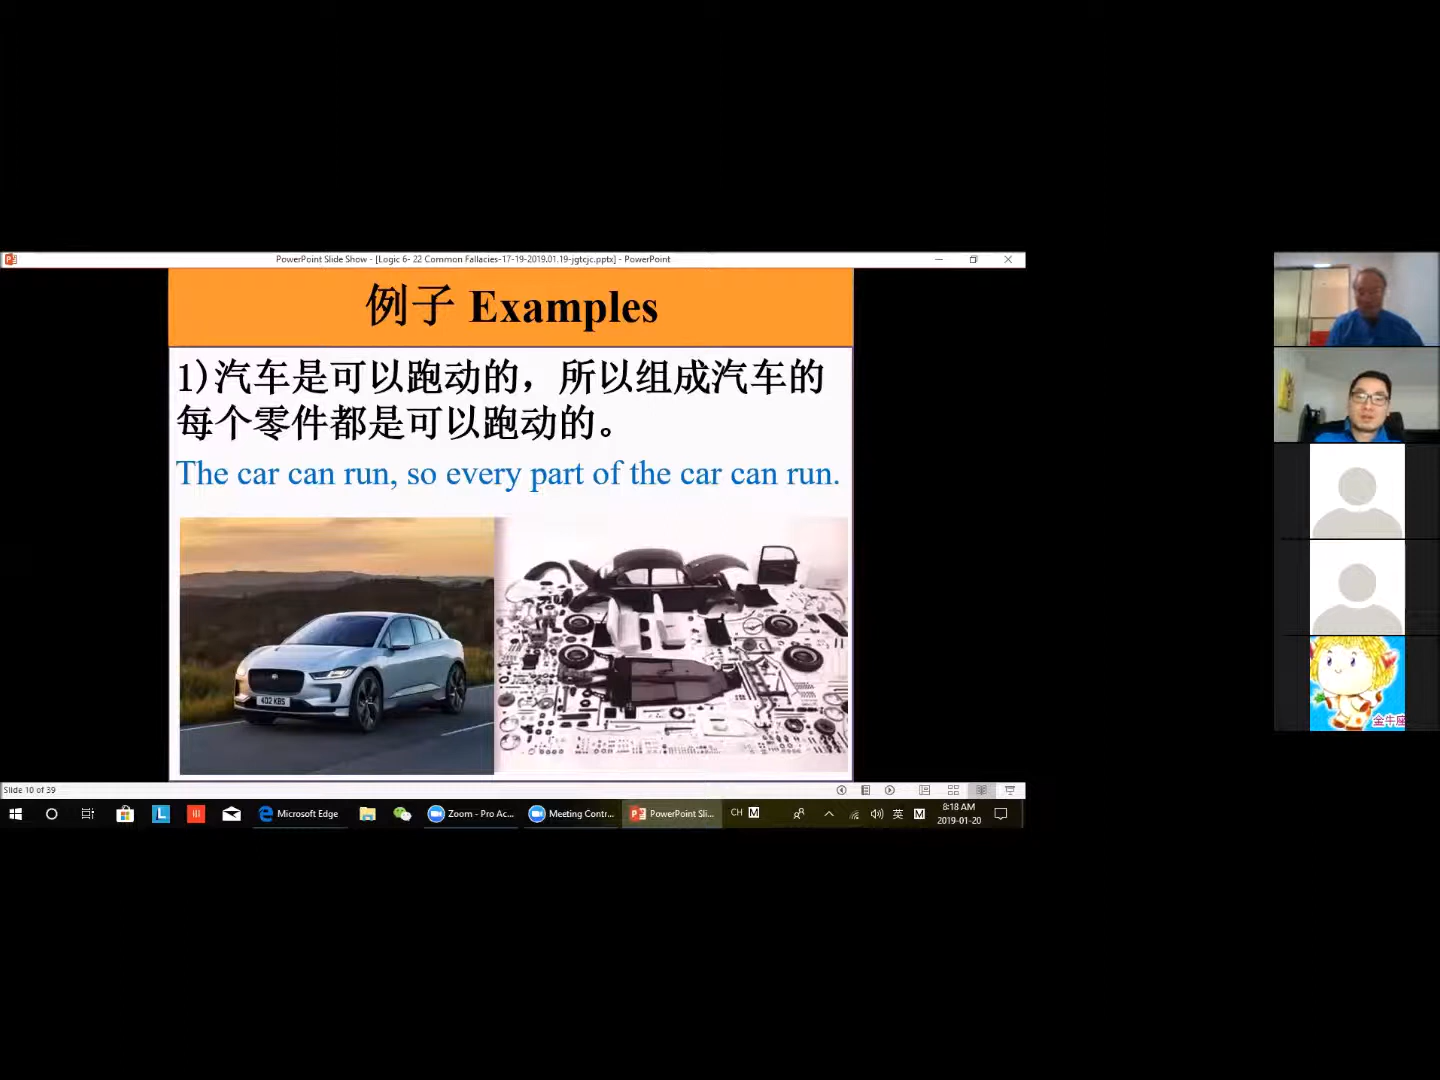 PowerPoint Slide Show - [Logic 6- 22 Common Fallacies-17-19-2019.01.19-jgtcjc.pptx] - PowerPoint
例子 Examples
1)汽车是可以跑动的，所以组成汽车的
每个零件都是可以跑动的。
The car can run, so every part of the car can run.
402 KBS
金牛座
Slide 10 of 39
Microsoft Edge
Zoom - Pro Ac...
Meeting Contr...
PowerPoint Sli...
CH
M
英
M
8:18 AM
2019-01-20